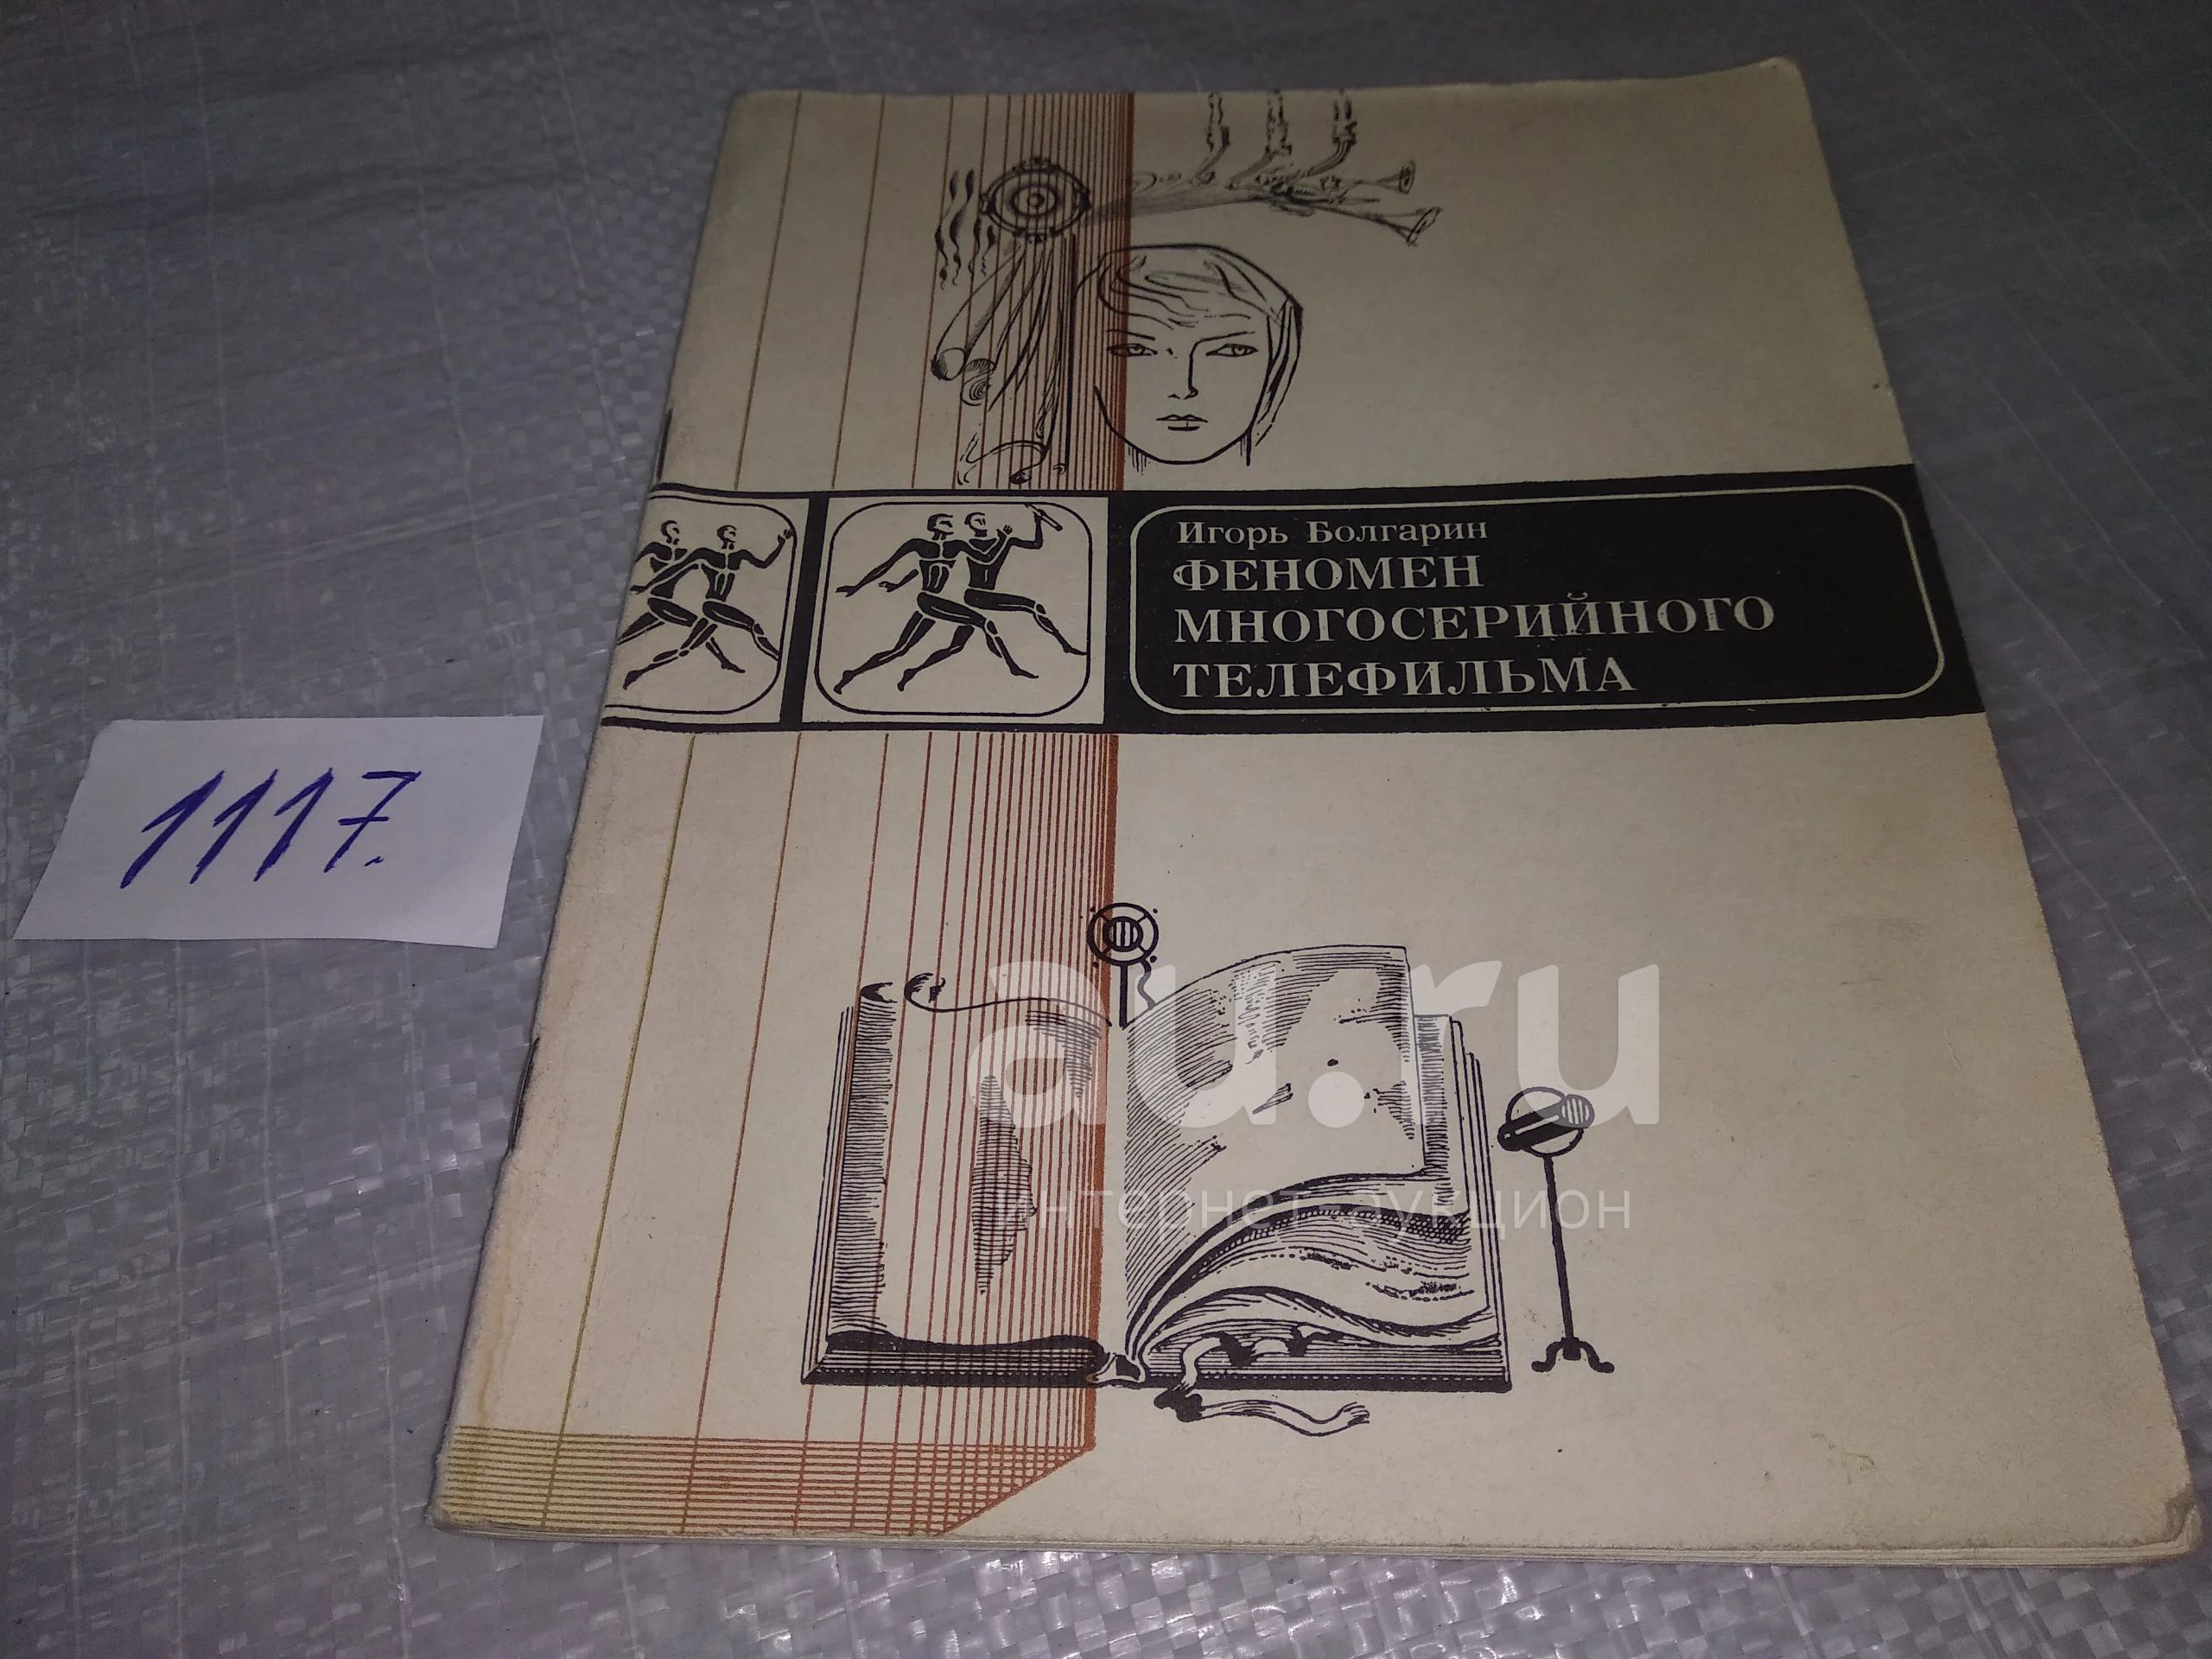 Игорь Болгарин
ФЕНОМЕН
МНОГОСЕРИЙНОГО
ТЕЛЕФИЛЬМА
1117.
au.ru
интернет-аукцион